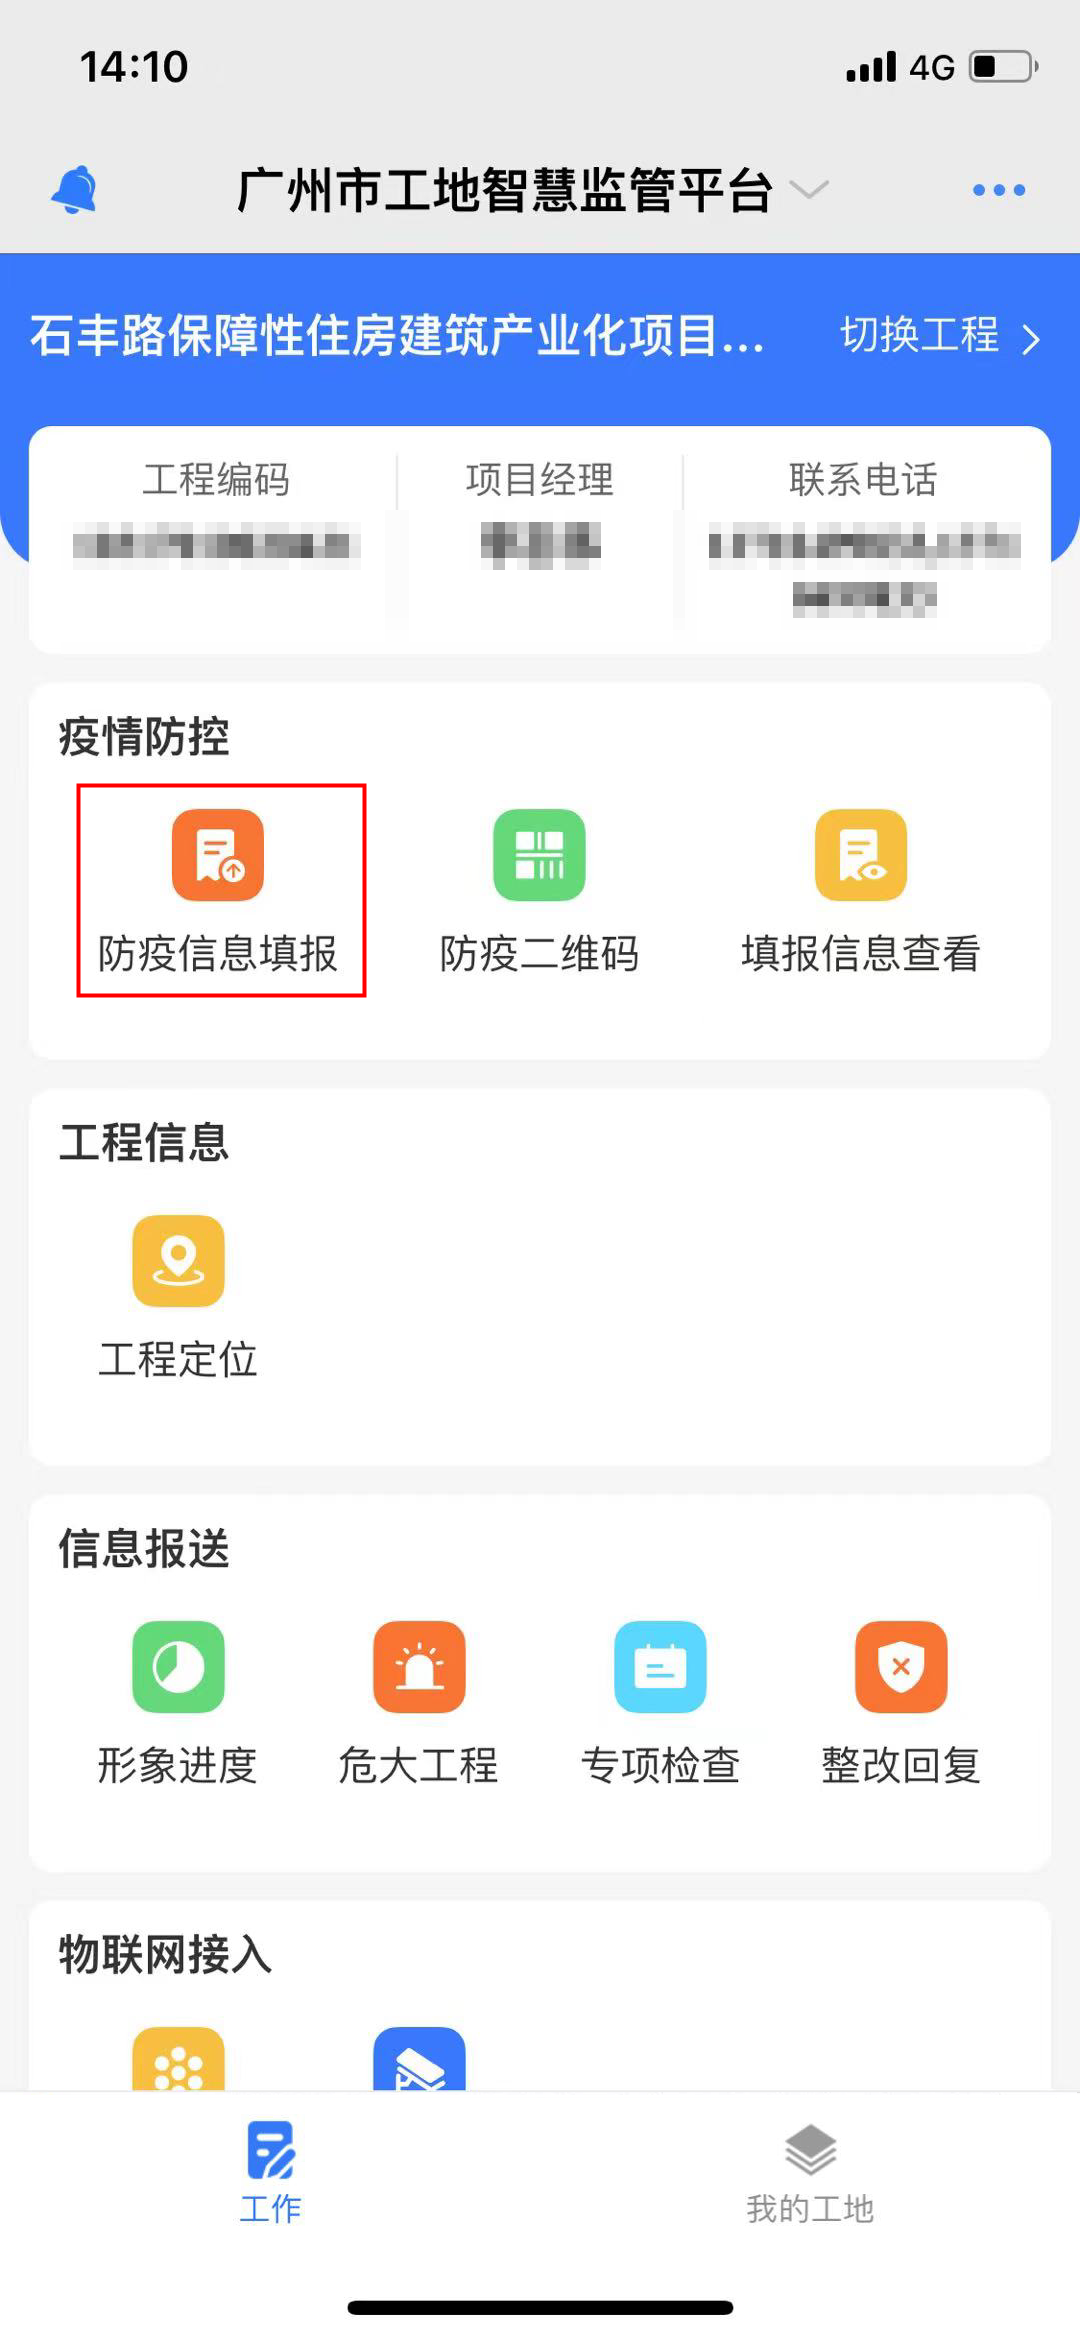 14:10
4G
广州市工地智慧监管平台
石丰路保障性住房建筑产业化项目... 切换工程
工程编码 项目经理 联系电话
疫情防控
防疫信息填报 防疫二维码 填报信息查看
工程信息
工程定位
信息报送
形象进度 危大工程 专项检查 整改回复
物联网接入
工作 我的工地